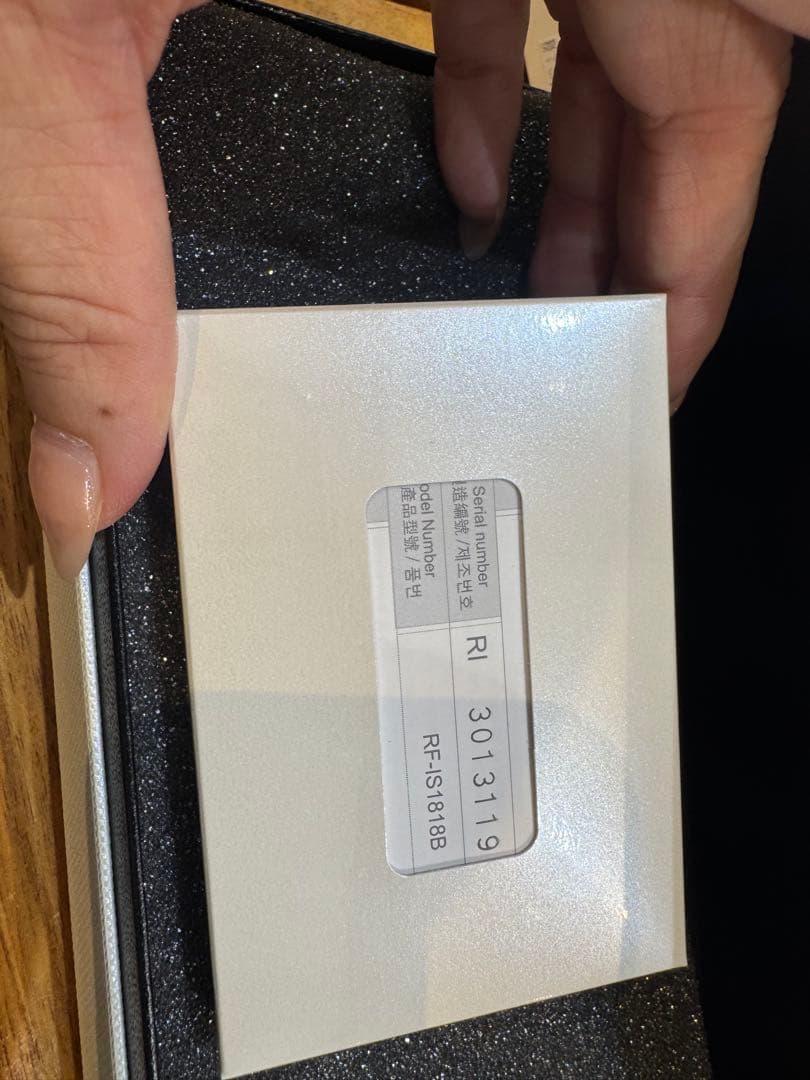 Serial number
造編號 / 제조번호
RI 3013119
odel Number
產品型號 / 품번
RF-IS1818B